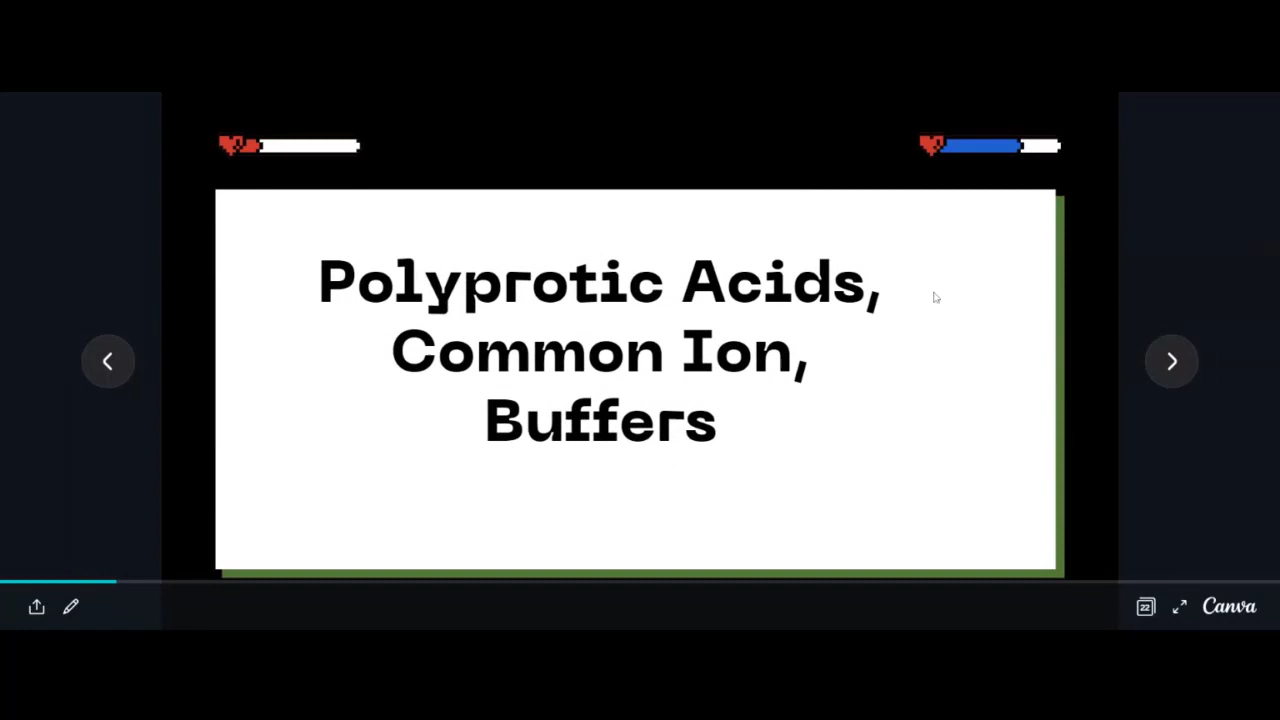 Polyprotic Acids,
Common Ion,
Buffers
22
Canva